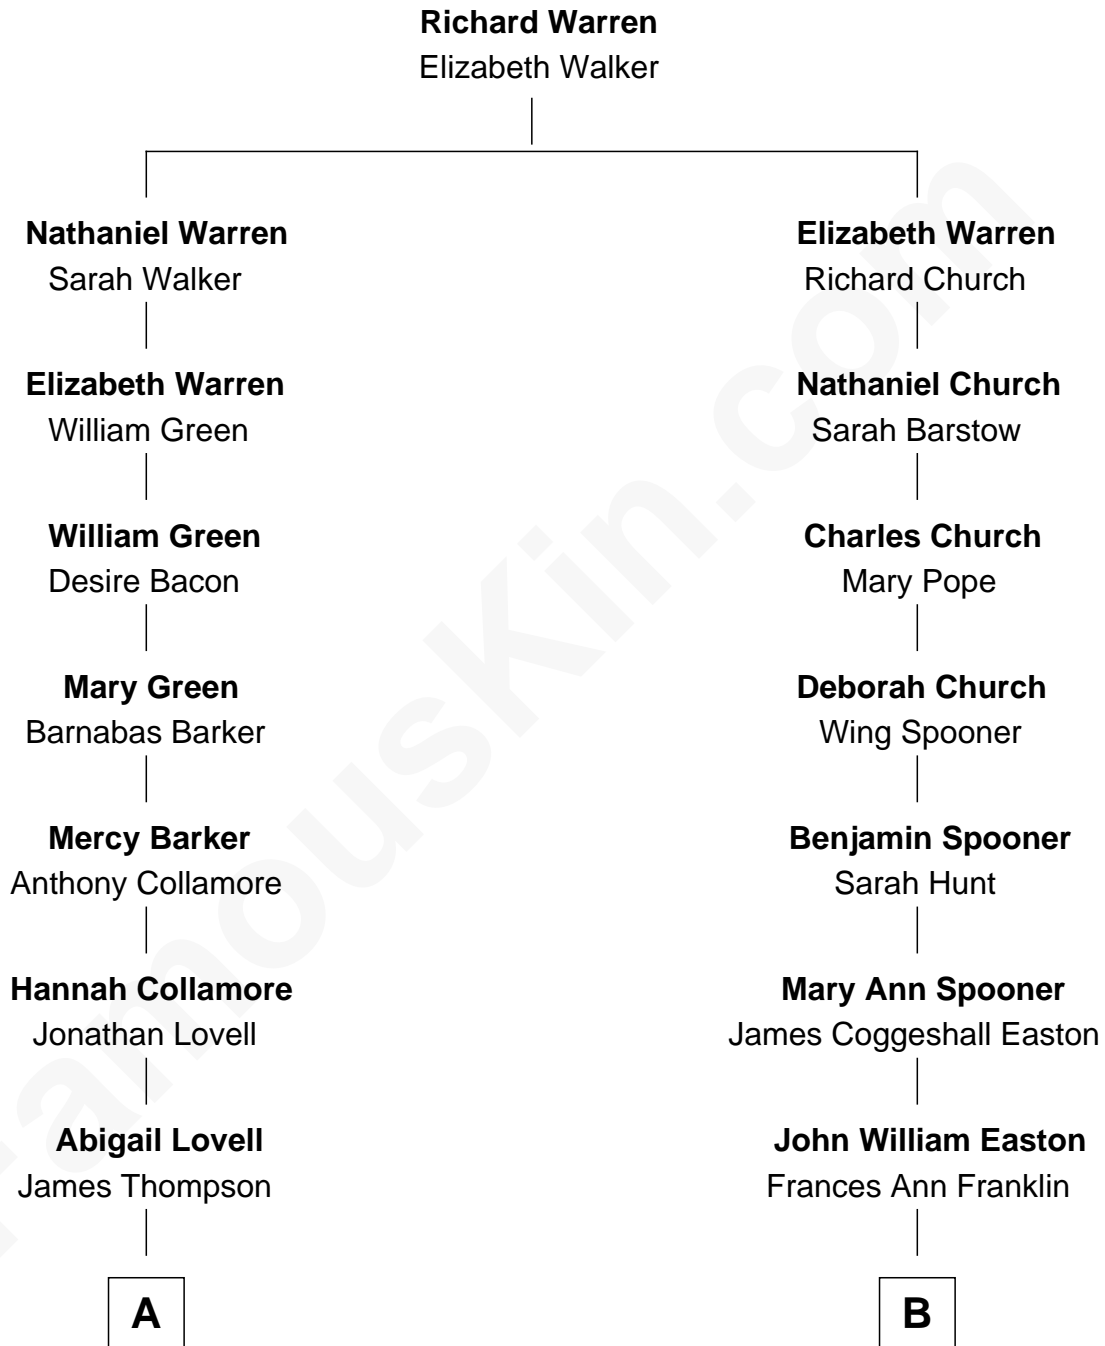 Richard Warren
Elizabeth Walker
Nathaniel Warren
Sarah Walker
Elizabeth Warren
William Green
William Green
Desire Bacon
Mary Green
Barnabas Barker
Mercy Barker
Anthony Collamore
Hannah Collamore
Jonathan Lovell
Abigail Lovell
James Thompson
A
Elizabeth Warren
Richard Church
Nathaniel Church
Sarah Barstow
Charles Church
Mary Pope
Deborah Church
Wing Spooner
Benjamin Spooner
Sarah Hunt
Mary Ann Spooner
James Coggeshall Easton
John William Easton
Frances Ann Franklin
B
FamousKin.com